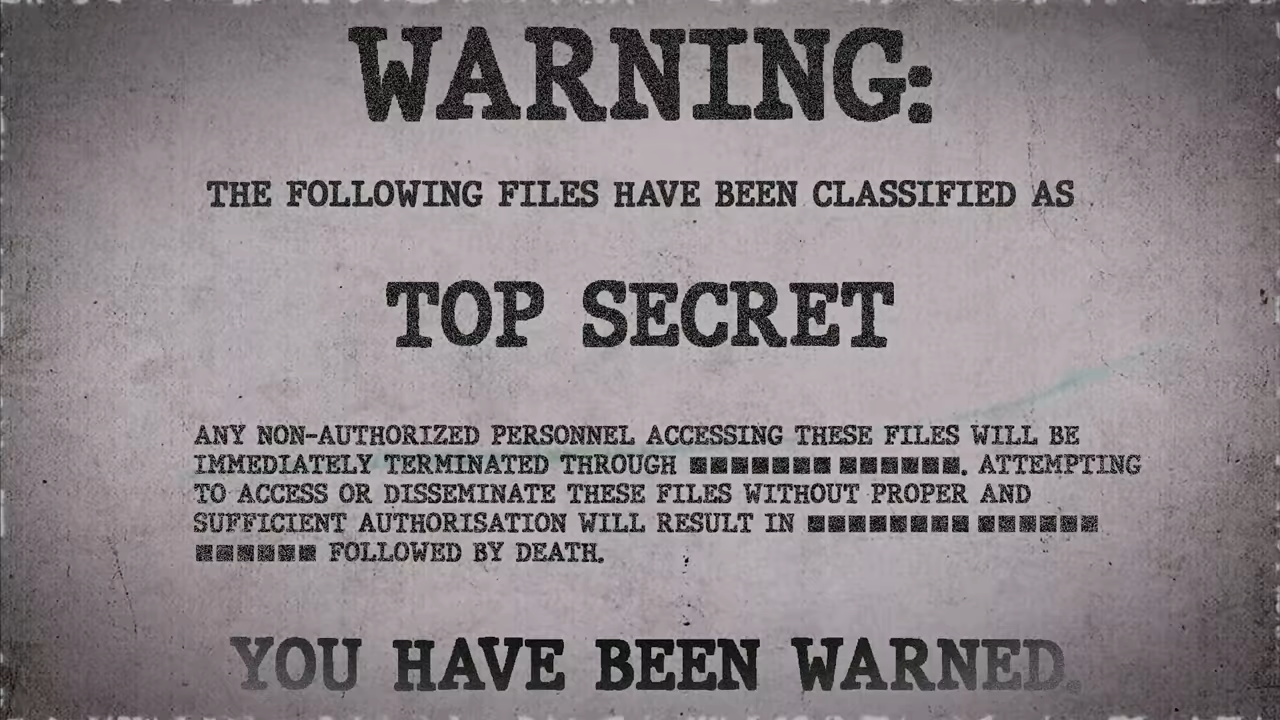 WARNING:
THE FOLLOWING FILES HAVE BEEN CLASSIFIED AS
TOP SECRET
ANY NON-AUTHORIZED PERSONNEL ACCESSING THESE FILES WILL BE
IMMEDIATELY TERMINATED THROUGH ■■■■■■■ ■■■■■■. ATTEMPTING
TO ACCESS OR DISSEMINATE THESE FILES WITHOUT PROPER AND
SUFFICIENT AUTHORISATION WILL RESULT IN ■■■■■■■■ ■■■■■■
■■■■■■ FOLLOWED BY DEATH.
YOU HAVE BEEN WARNED.